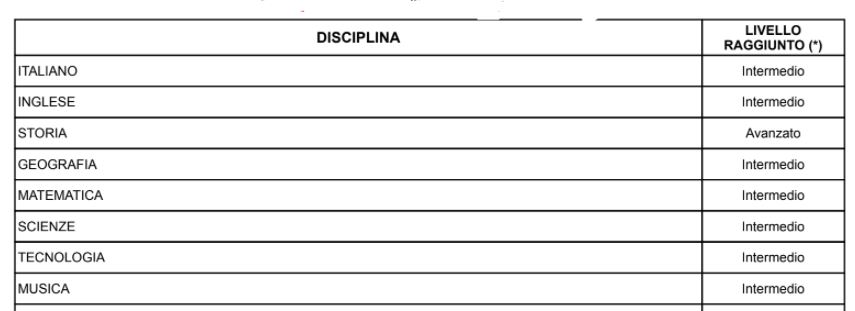 DISCIPLINA
LIVELLO
RAGGIUNTO (*)
ITALIANO Intermedio
INGLESE Intermedio
STORIA Avanzato
GEOGRAFIA Intermedio
MATEMATICA Intermedio
SCIENZE Intermedio
TECNOLOGIA Intermedio
MUSICA Intermedio